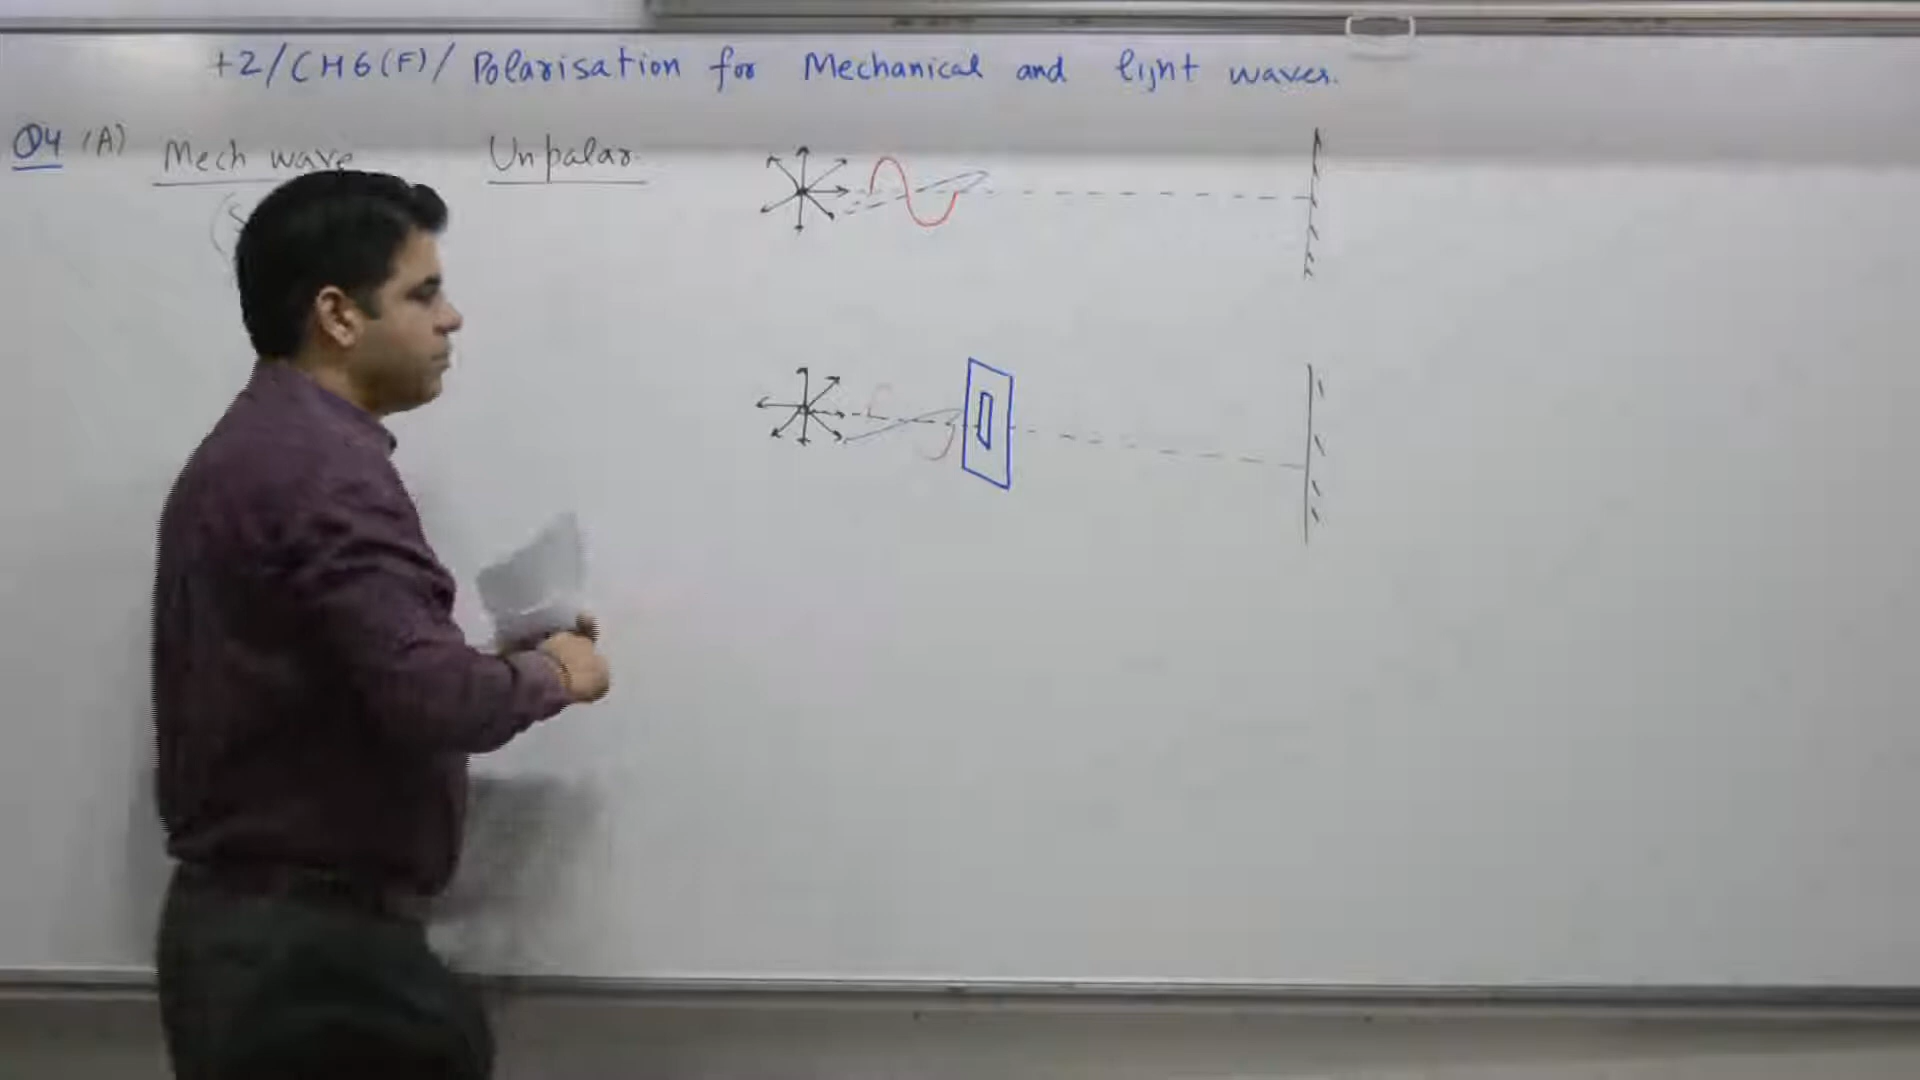 +2/CH6(F)/ Polarisation for Mechanical and light waves.
Q4 (A) Mech wave Unpolar.